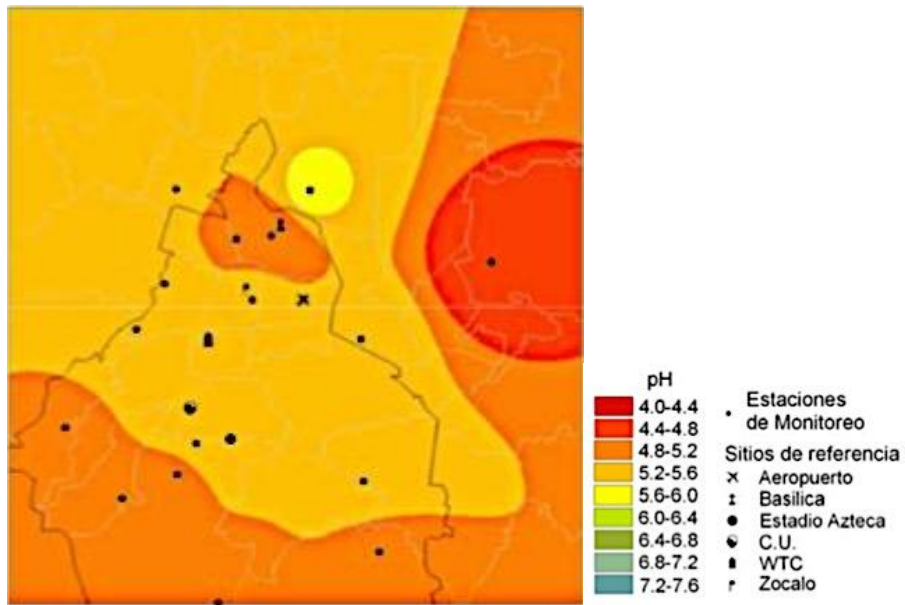 pH
4.0-4.4
4.4-4.8
4.8-5.2
5.2-5.6
5.6-6.0
6.0-6.4
6.4-6.8
6.8-7.2
7.2-7.6
Estaciones
de Monitoreo
Sitios de referencia
Aeropuerto
Basilica
Estadio Azteca
C.U.
WTC
Zocalo